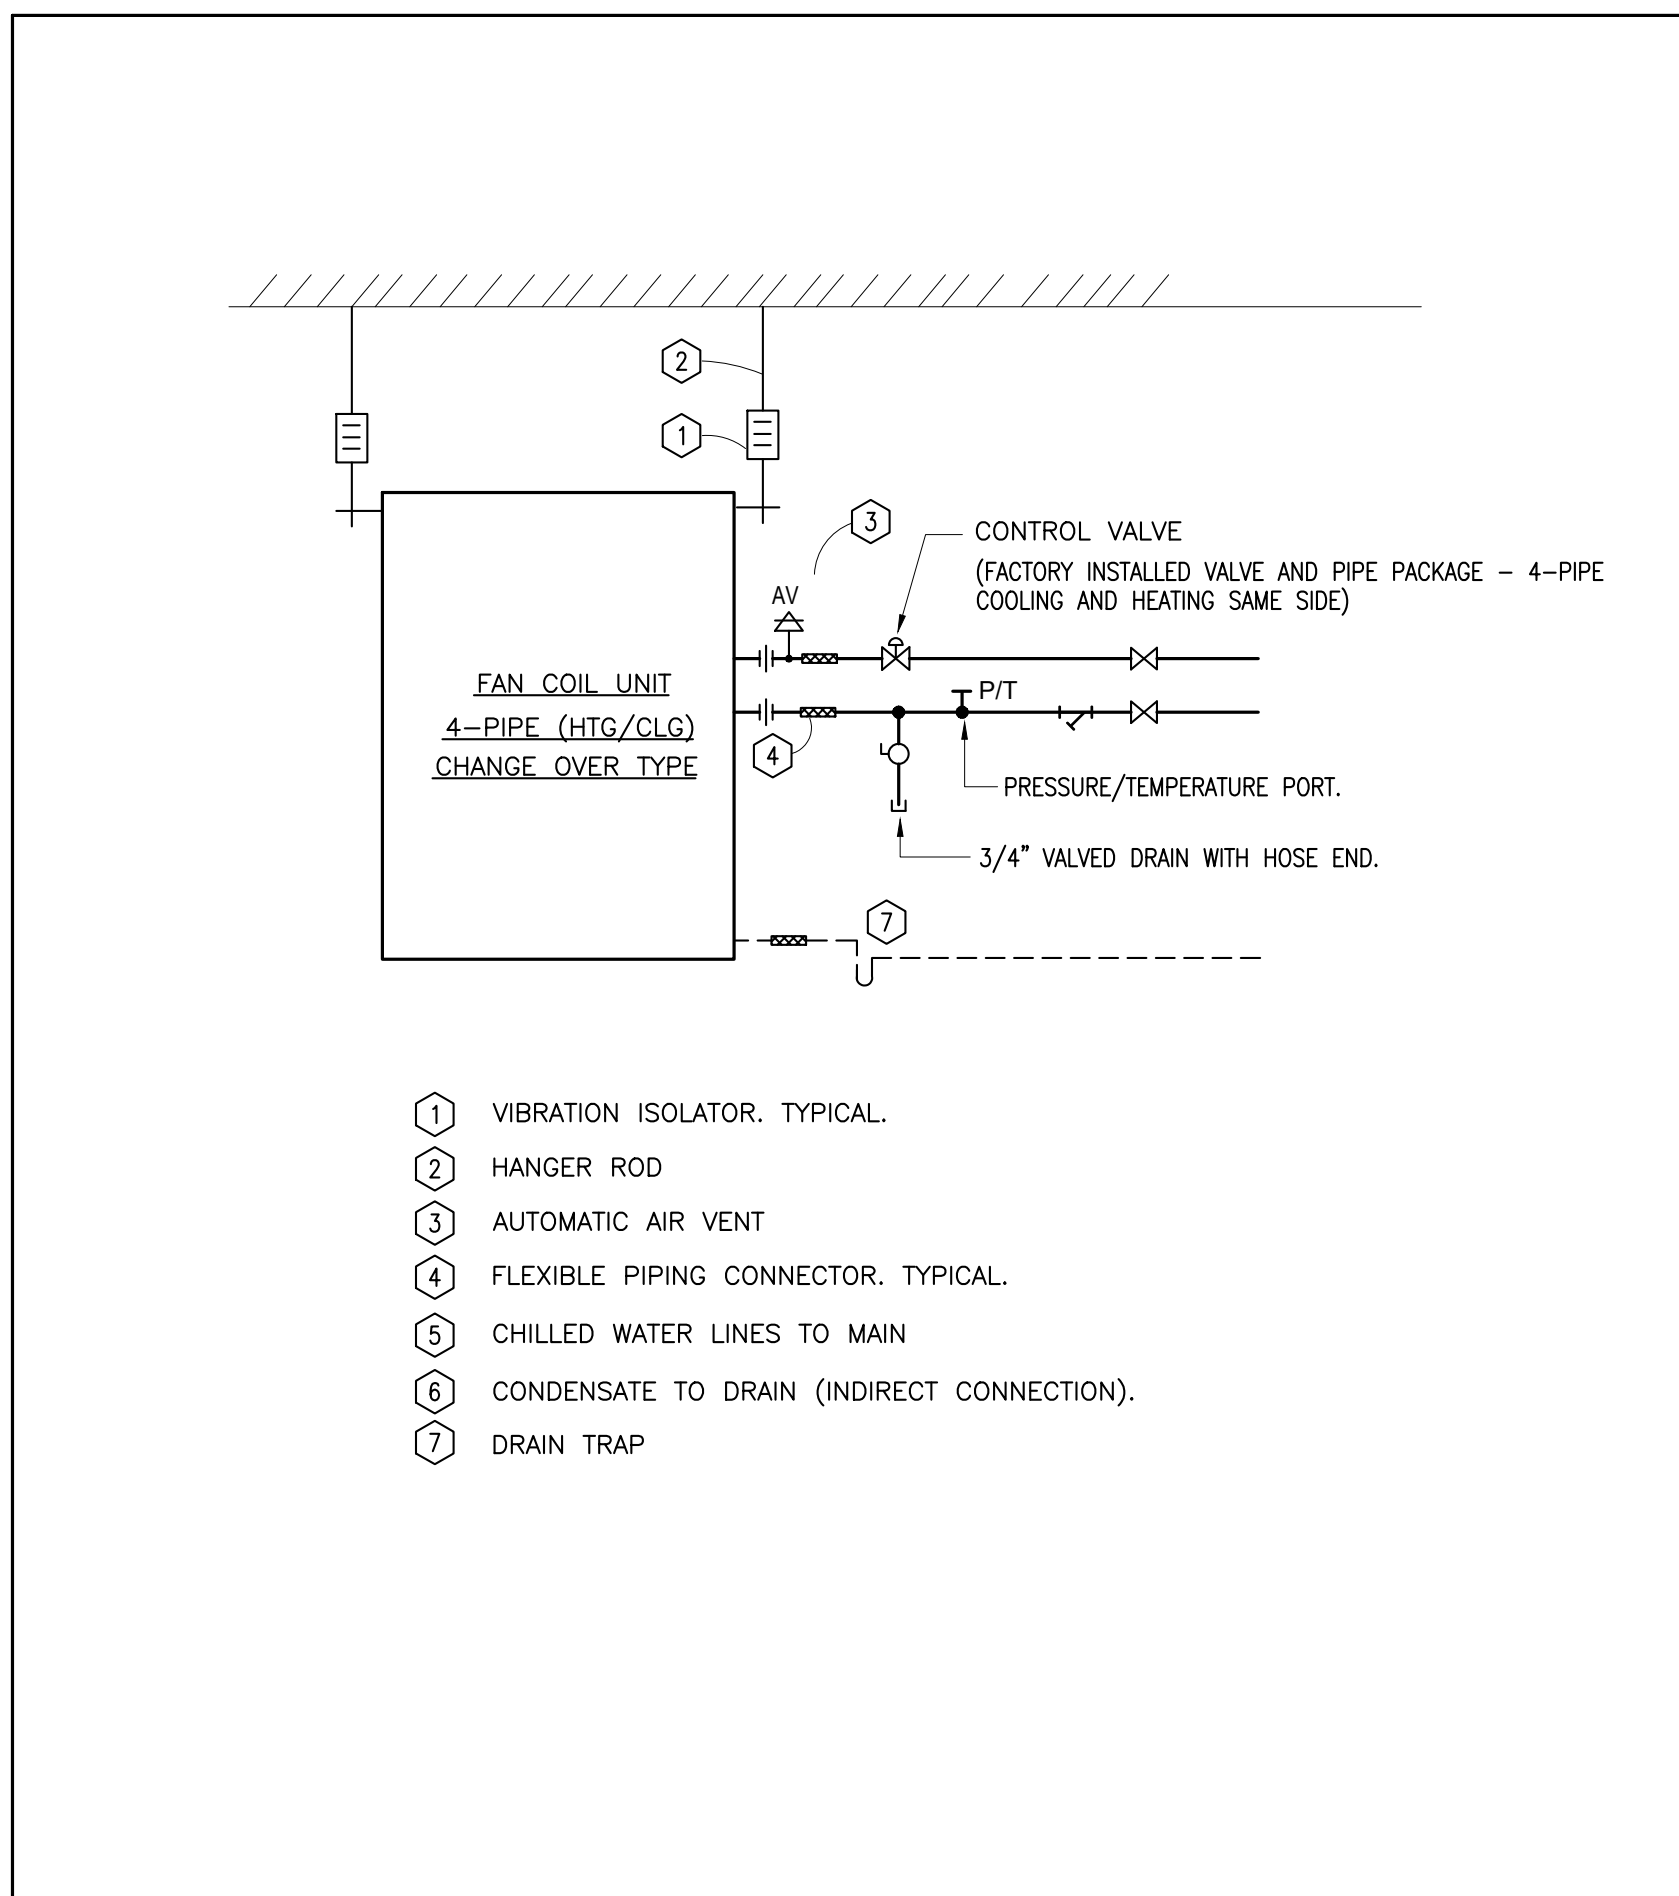 2
1
3
CONTROL VALVE
(FACTORY INSTALLED VALVE AND PIPE PACKAGE - 4-PIPE
COOLING AND HEATING SAME SIDE)
AV
FAN COIL UNIT
4-PIPE (HTG/CLG)
CHANGE OVER TYPE
P/T
4
PRESSURE/TEMPERATURE PORT.
3/4" VALVED DRAIN WITH HOSE END.
7
1 VIBRATION ISOLATOR. TYPICAL.
2 HANGER ROD
3 AUTOMATIC AIR VENT
4 FLEXIBLE PIPING CONNECTOR. TYPICAL.
5 CHILLED WATER LINES TO MAIN
6 CONDENSATE TO DRAIN (INDIRECT CONNECTION).
7 DRAIN TRAP